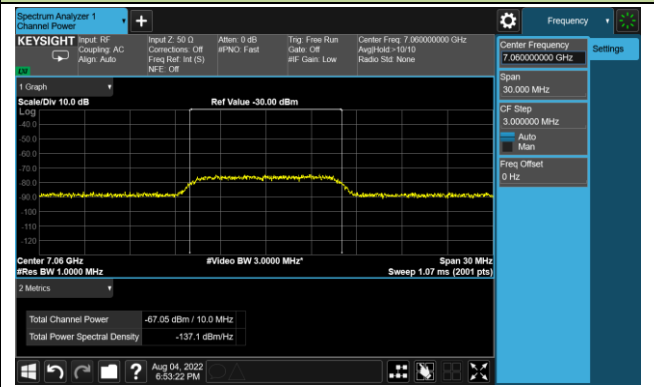 Spectrum Analyzer 1
Channel Power
+
Frequency
KEYSIGHT
Input: RF
Coupling: AC
Align: Auto
Input Z: 50 Ω
Corrections: Off
Freq Ref: Int (S)
NFE: Off
Atten: 0 dB
#PNO: Fast
Trig: Free Run
Gate: Off
#IF Gain: Low
Center Freq: 7.060000000 GHz
Avg|Hold:>10/10
Radio Std: None
Center Frequency
7.060000000 GHz
Settings
Span
30.000 MHz
CF Step
3.000000 MHz
Auto
Man
Freq Offset
0 Hz
1 Graph
Scale/Div 10.0 dB
Ref Value -30.00 dBm
Log
-40.0
-50.0
-60.0
-70.0
-80.0
-90.0
-100
-110
-120
Center 7.06 GHz
#Video BW 3.0000 MHz*
Span 30 MHz
#Res BW 1.0000 MHz
Sweep 1.07 ms (2001 pts)
2 Metrics
Total Channel Power
-67.05 dBm / 10.0 MHz
Total Power Spectral Density
-137.1 dBm/Hz
?
Aug 04, 2022
6:53:22 PM